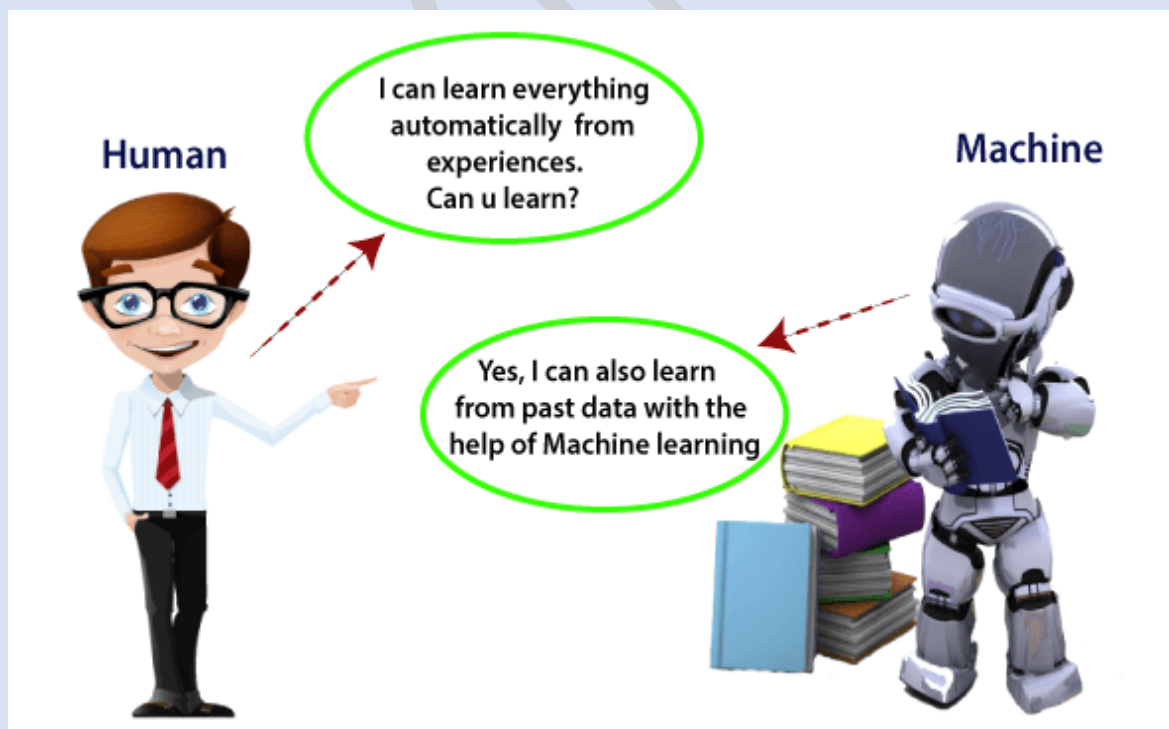 Human
I can learn everything
automatically from
experiences.
Can u learn?
Machine
Yes, I can also learn
from past data with the
help of Machine learning